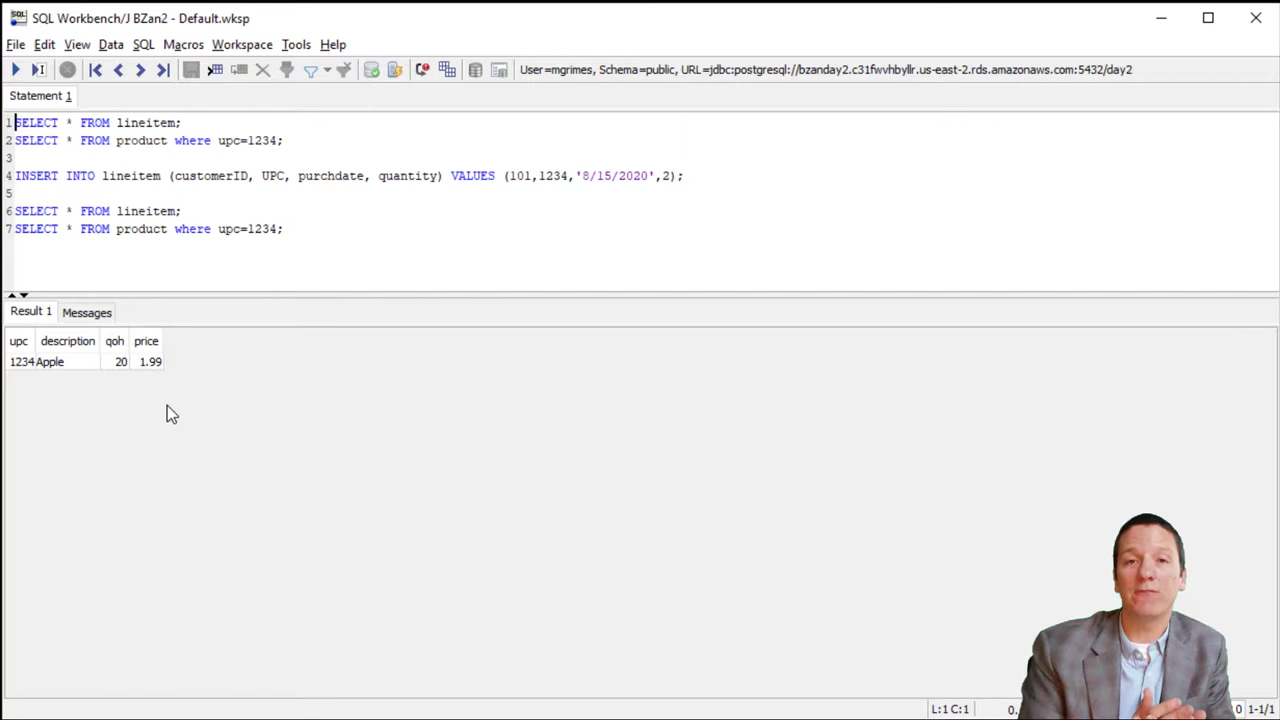 SQL Workbench/J BZan2 - Default.wksp
File Edit View Data SQL Macros Workspace Tools Help
User=mgrimes, Schema=public, URL=jdbc:postgresql://bzanday2.c31fwvhbyllr.us-east-2.rds.amazonaws.com:5432/day2
Statement 1
1 SELECT * FROM lineitem;
2 SELECT * FROM product where upc=1234;
3
4 INSERT INTO lineitem (customerID, UPC, purchdate, quantity) VALUES (101,1234,'8/15/2020',2);
5
6 SELECT * FROM lineitem;
7 SELECT * FROM product where upc=1234;
Result 1 Messages
upc description qoh price
1234 Apple 20 1.99
L:1 C:1 0. 0 1-1/1